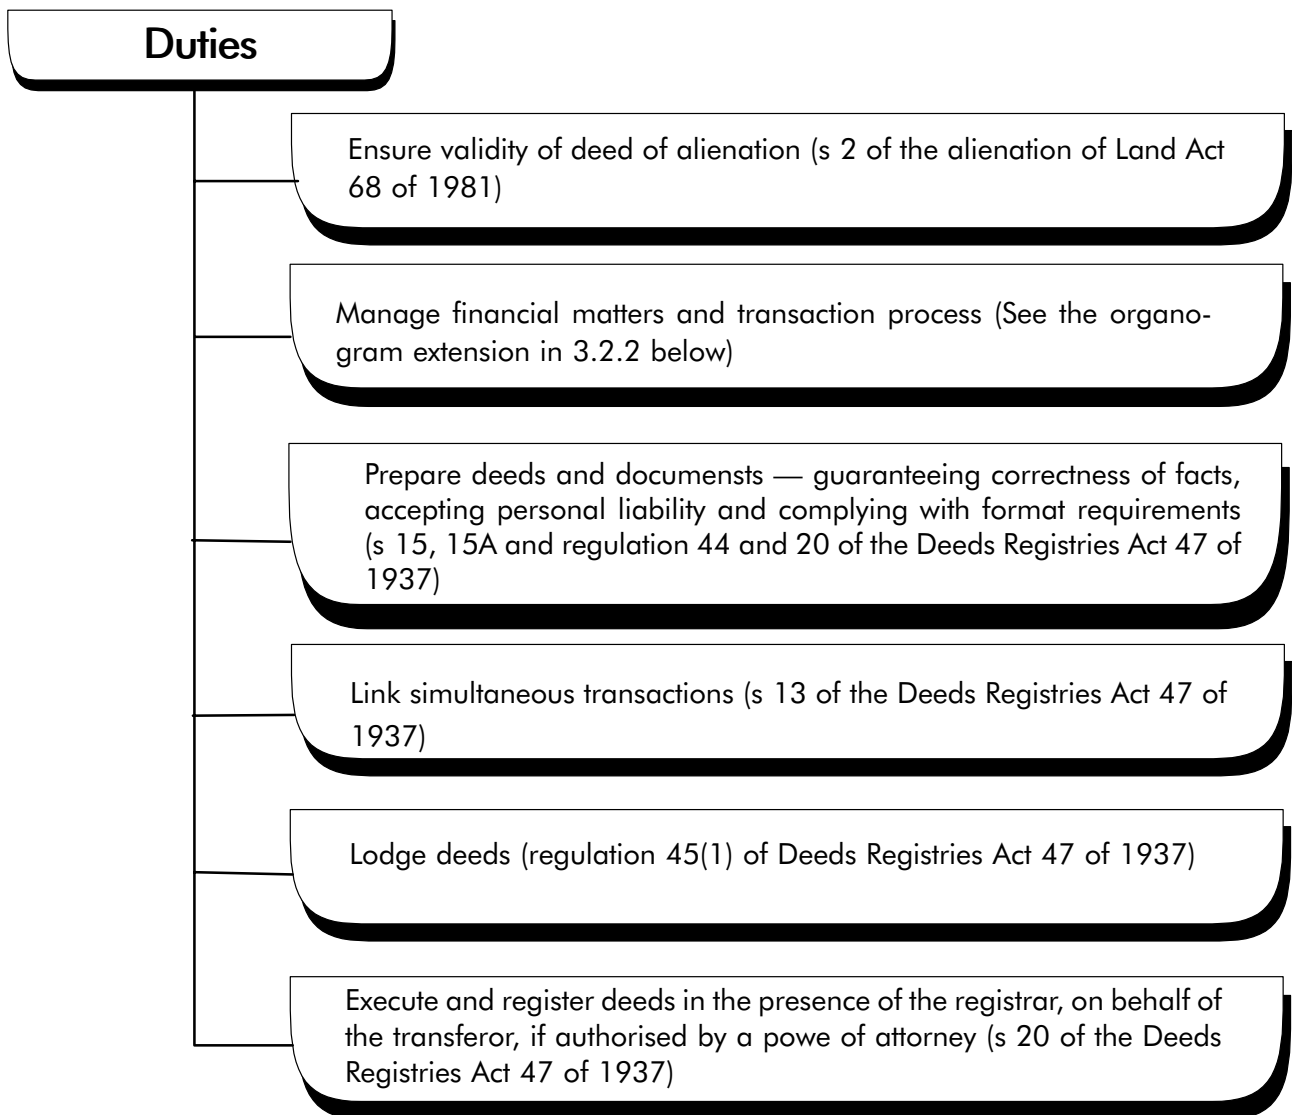 Duties
Ensure validity of deed of alienation (s 2 of the alienation of Land Act
68 of 1981)
Manage financial matters and transaction process (See the organo-
gram extension in 3.2.2 below)
Prepare deeds and documensts — guaranteeing correctness of facts,
accepting personal liability and complying with format requirements
(s 15, 15A and regulation 44 and 20 of the Deeds Registries Act 47 of
1937)
Link simultaneous transactions (s 13 of the Deeds Registries Act 47 of
1937)
Lodge deeds (regulation 45(1) of Deeds Registries Act 47 of 1937)
Execute and register deeds in the presence of the registrar, on behalf of
the transferor, if authorised by a powe of attorney (s 20 of the Deeds
Registries Act 47 of 1937)